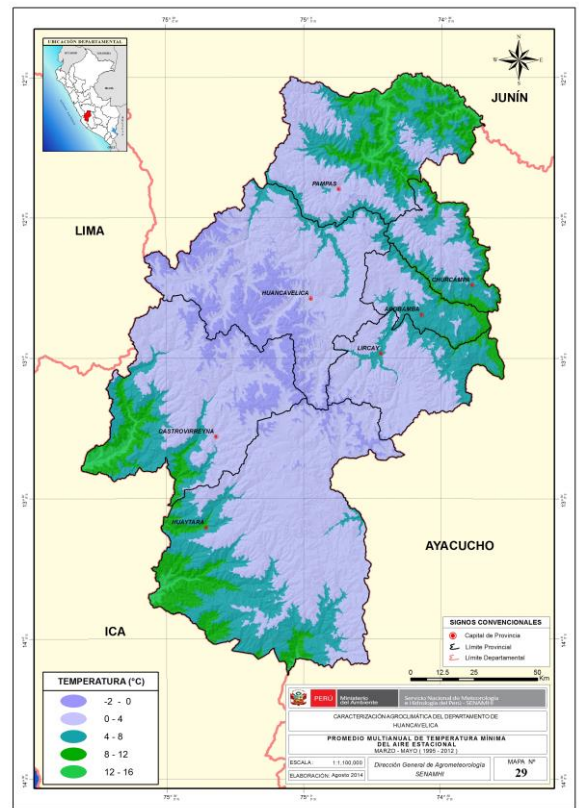 UBICACIÓN DEPARTAMENTAL
JUNÍN
LIMA
PAMPAS
CHURCAMPA
HUANCAVELICA
ACOBAMBA
LIRCAY
CASTROVIRREYNA
HUAYTARA
AYACUCHO
ICA
SIGNOS CONVENCIONALES
Capital de Provincia
Límite Provincial
Límite Departamental
0 12.5 25 50
Km
TEMPERATURA (°C)
-2 - 0
0 - 4
4 - 8
8 - 12
12 - 16
PERÚ Ministerio del Ambiente Servicio Nacional de Meteorología e Hidrología del Perú - SENAMHI
CARACTERIZACIÓN AGROCLIMÁTICA DEL DEPARTAMENTO DE
HUANCAVELICA
PROMEDIO MULTIANUAL DE TEMPERATURA MÍNIMA
DEL AIRE ESTACIONAL
MARZO - MAYO ( 1995 - 2012 )
ESCALA: 1:1,100,000
ELABORACIÓN: Agosto 2014
Dirección General de Agrometeorología
SENAMHI
MAPA Nº
29